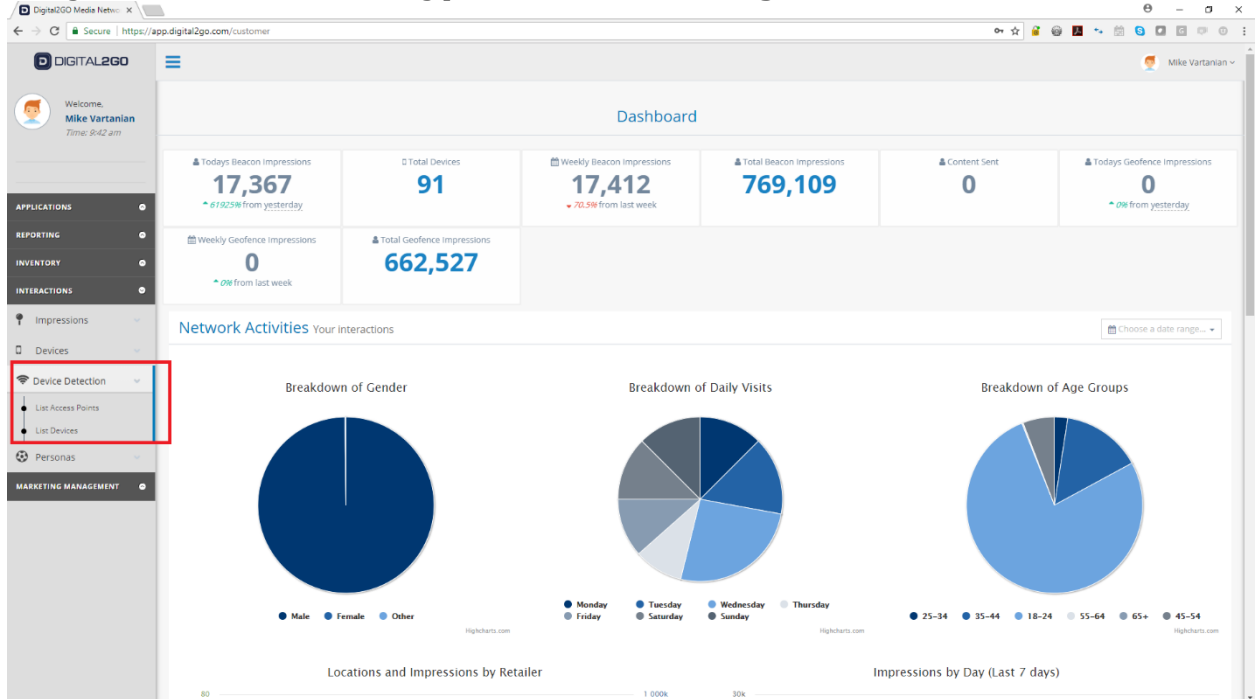 Digital2GO Media Netwo
Secure | https://app.digital2go.com/customer
DIGITAL2GO
Mike Vartanian
Welcome,
Mike Vartanian
Time: 9:42 am
Dashboard
Todays Beacon Impressions
17,367
61925% from yesterday
Total Devices
91
Weekly Beacon Impressions
17,412
70.5% from last week
Total Beacon Impressions
769,109
Content Sent
0
Todays Geofence Impressions
0
0% from yesterday
Weekly Geofence Impressions
0
0% from last week
Total Geofence Impressions
662,527
APPLICATIONS
REPORTING
INVENTORY
INTERACTIONS
Impressions
Devices
Device Detection
List Access Points
List Devices
Personas
MARKETING MANAGEMENT
Network Activities Your interactions
Choose a date range...
Breakdown of Gender
Male Female Other
Highcharts.com
Breakdown of Daily Visits
Monday Tuesday Wednesday Thursday
Friday Saturday Sunday
Highcharts.com
Breakdown of Age Groups
25-34 35-44 18-24 55-64 65+ 45-54
Highcharts.com
Locations and Impressions by Retailer
80 1 000k
Impressions by Day (Last 7 days)
30k